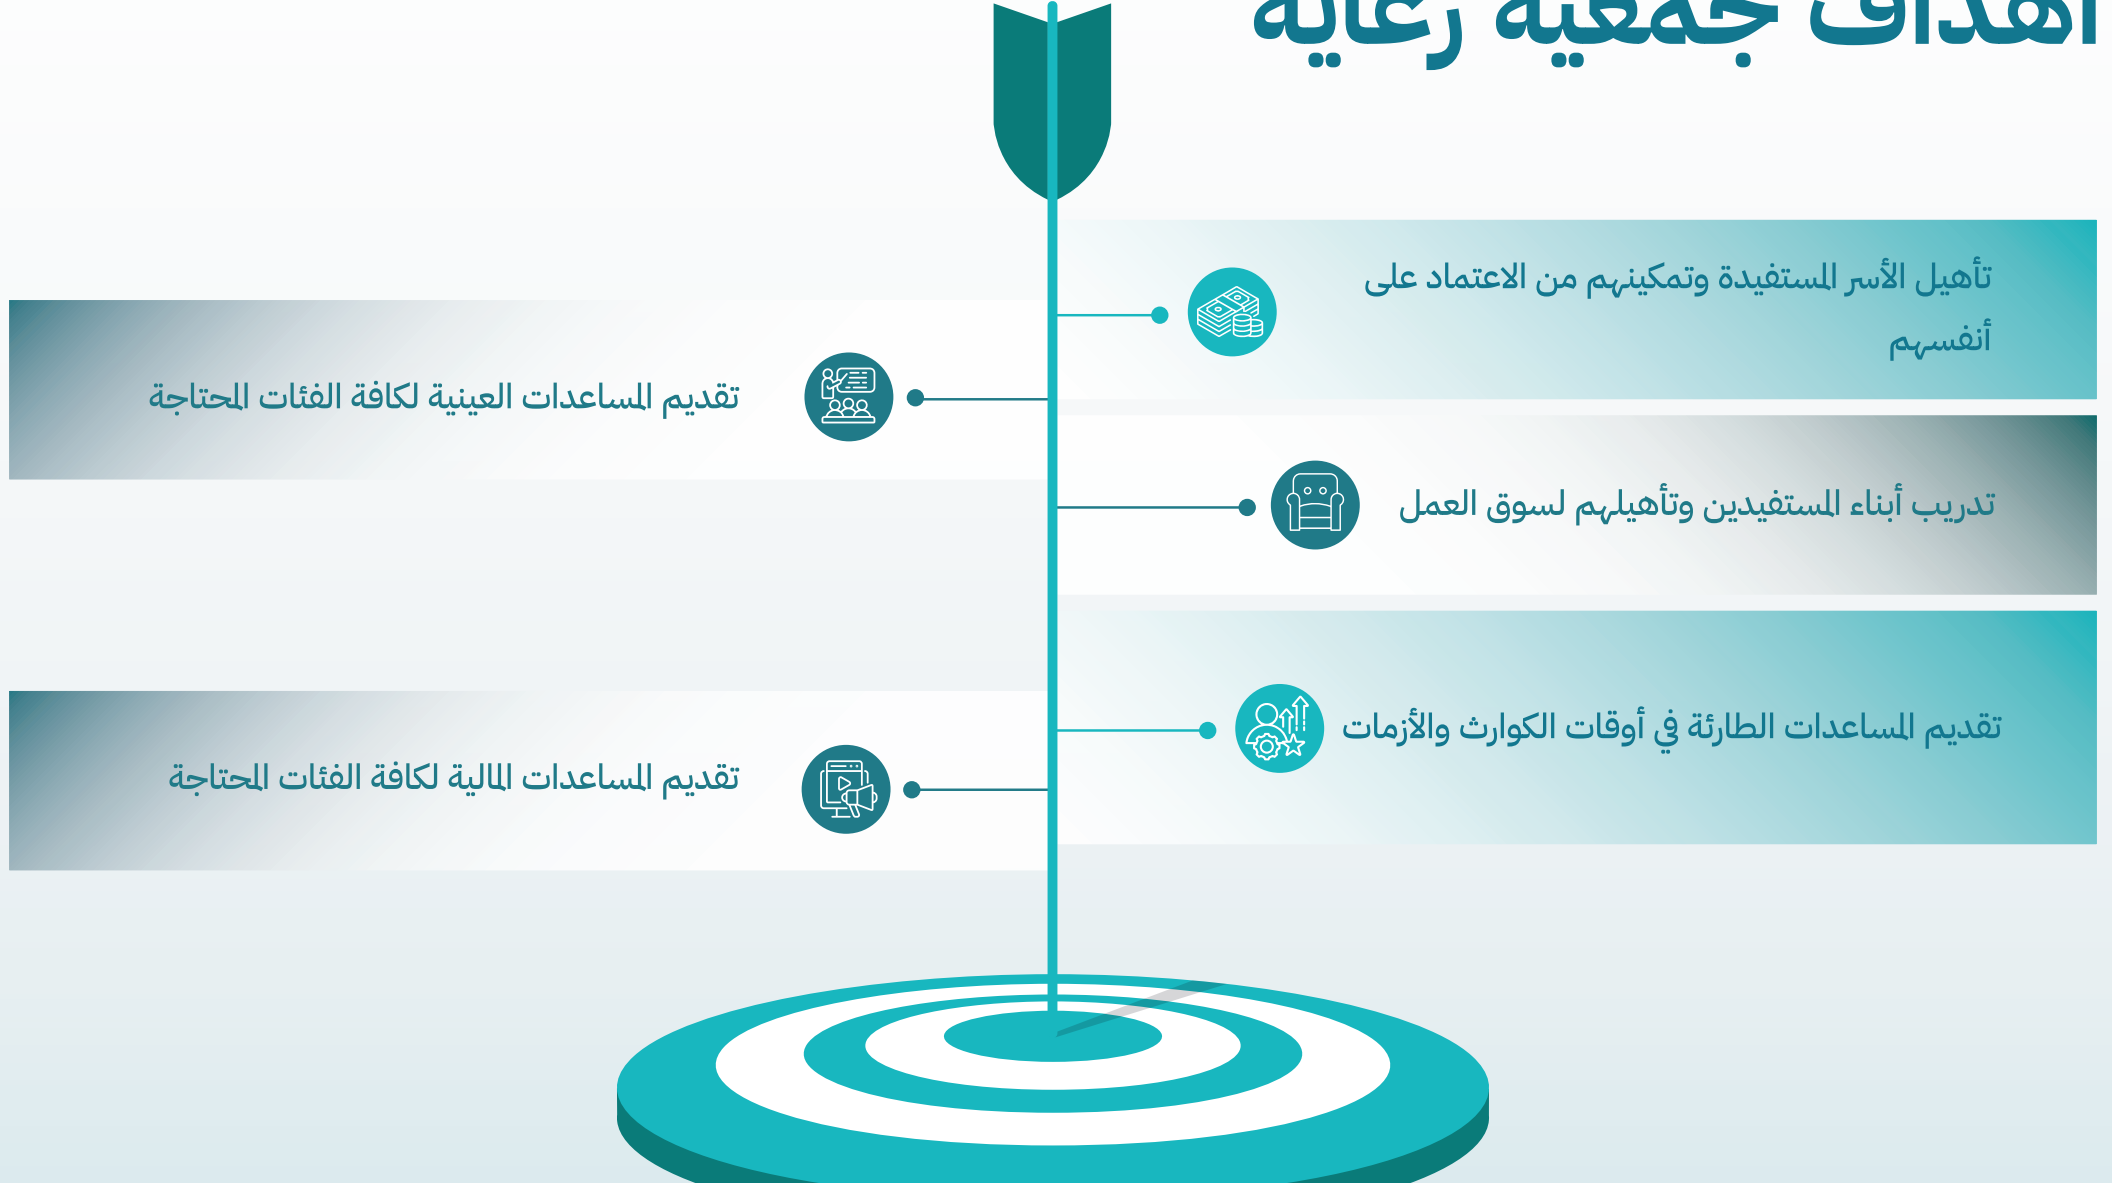 أهداف جمعية رعاية
تأهيل الأسر المستفيدة وتمكينهم من الاعتماد على
أنفسهم
تقديم المساعدات العينية لكافة الفئات المحتاجة
تدريب أبناء المستفيدين وتأهيلهم لسوق العمل
تقديم المساعدات الطارئة في أوقات الكوارث والأزمات
تقديم المساعدات المالية لكافة الفئات المحتاجة